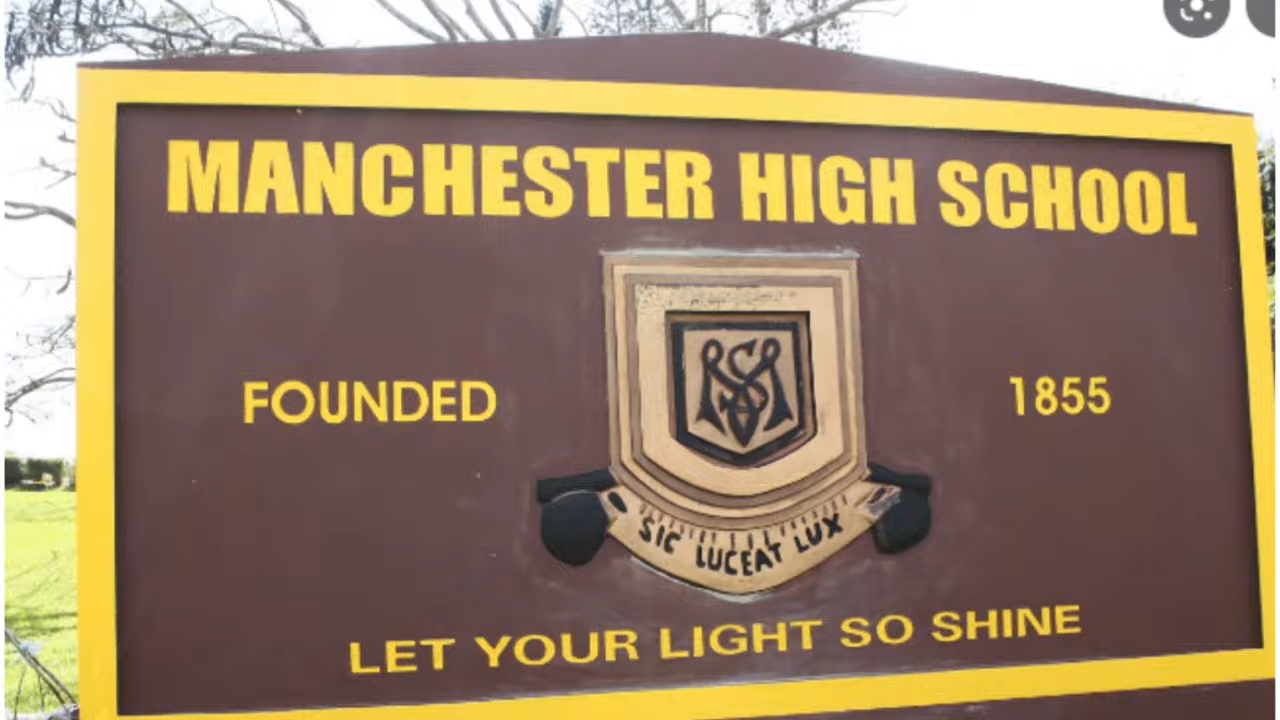 MANCHESTER HIGH SCHOOL
FOUNDED
1855
SIC LUCEAT LUX
LET YOUR LIGHT SO SHINE